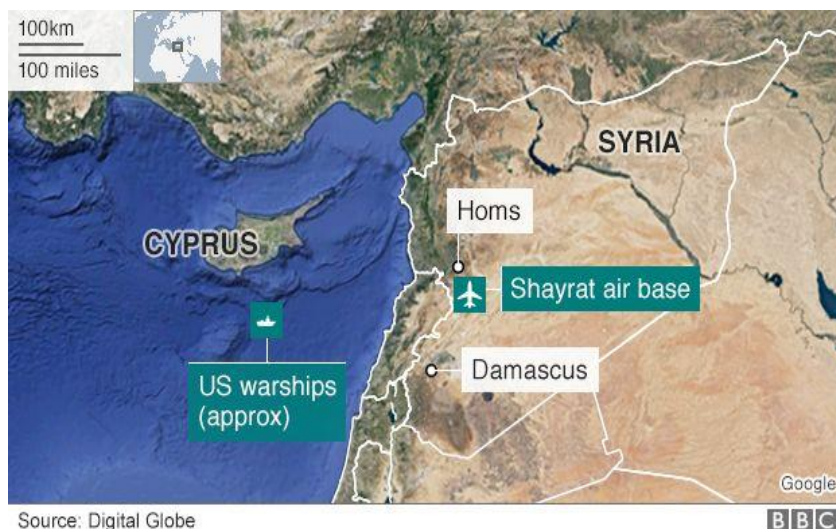 100km
100 miles
SYRIA
Homs
CYPRUS
Shayrat air base
US warships
(approx)
Damascus
Google
Source: Digital Globe
BBC